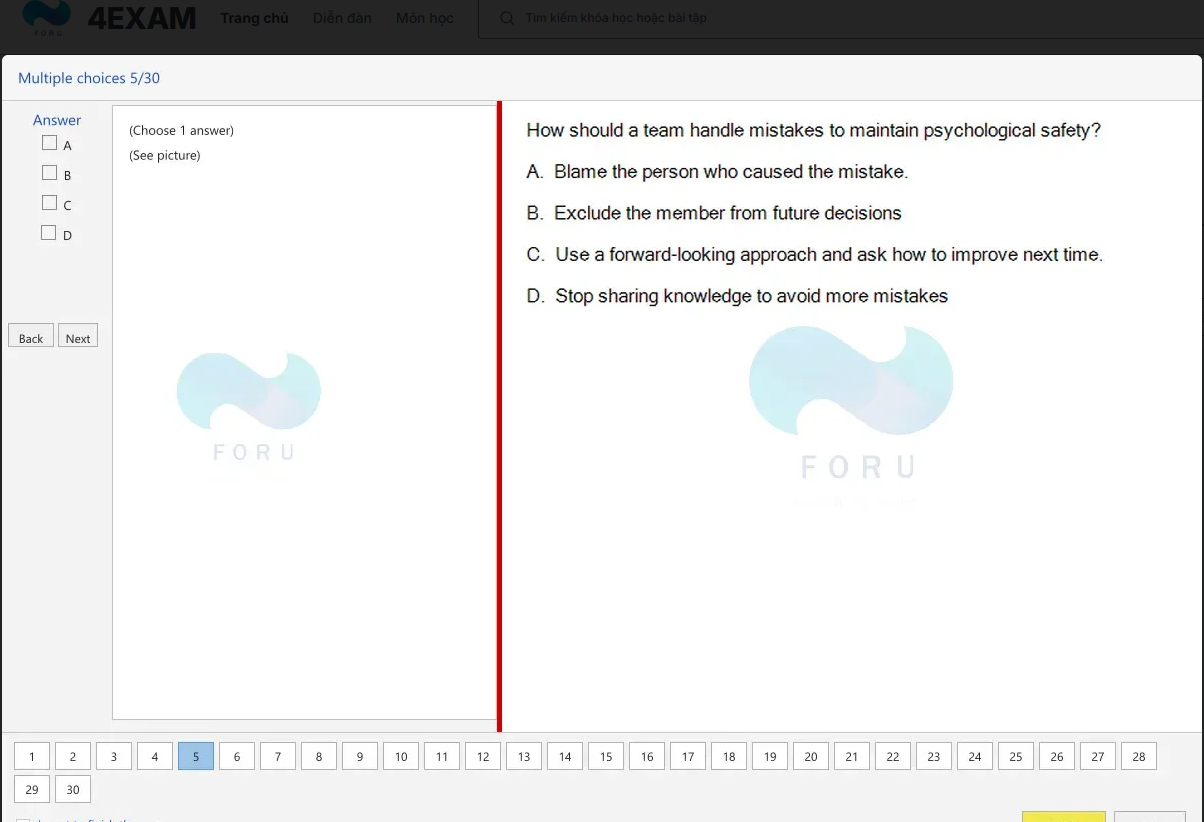 FORU
4EXAM
Trang chủ
Diễn đàn
Môn học
Tìm kiếm khóa học hoặc bài tập
Multiple choices 5/30
Answer
A
B
C
D
Back
Next
(Choose 1 answer)
(See picture)
FORU
How should a team handle mistakes to maintain psychological safety?
A. Blame the person who caused the mistake.
B. Exclude the member from future decisions
C. Use a forward-looking approach and ask how to improve next time.
D. Stop sharing knowledge to avoid more mistakes
FORU
1 2 3 4 5 6 7 8 9 10 11 12 13 14 15 16 17 18 19 20 21 22 23 24 25 26 27 28
29 30